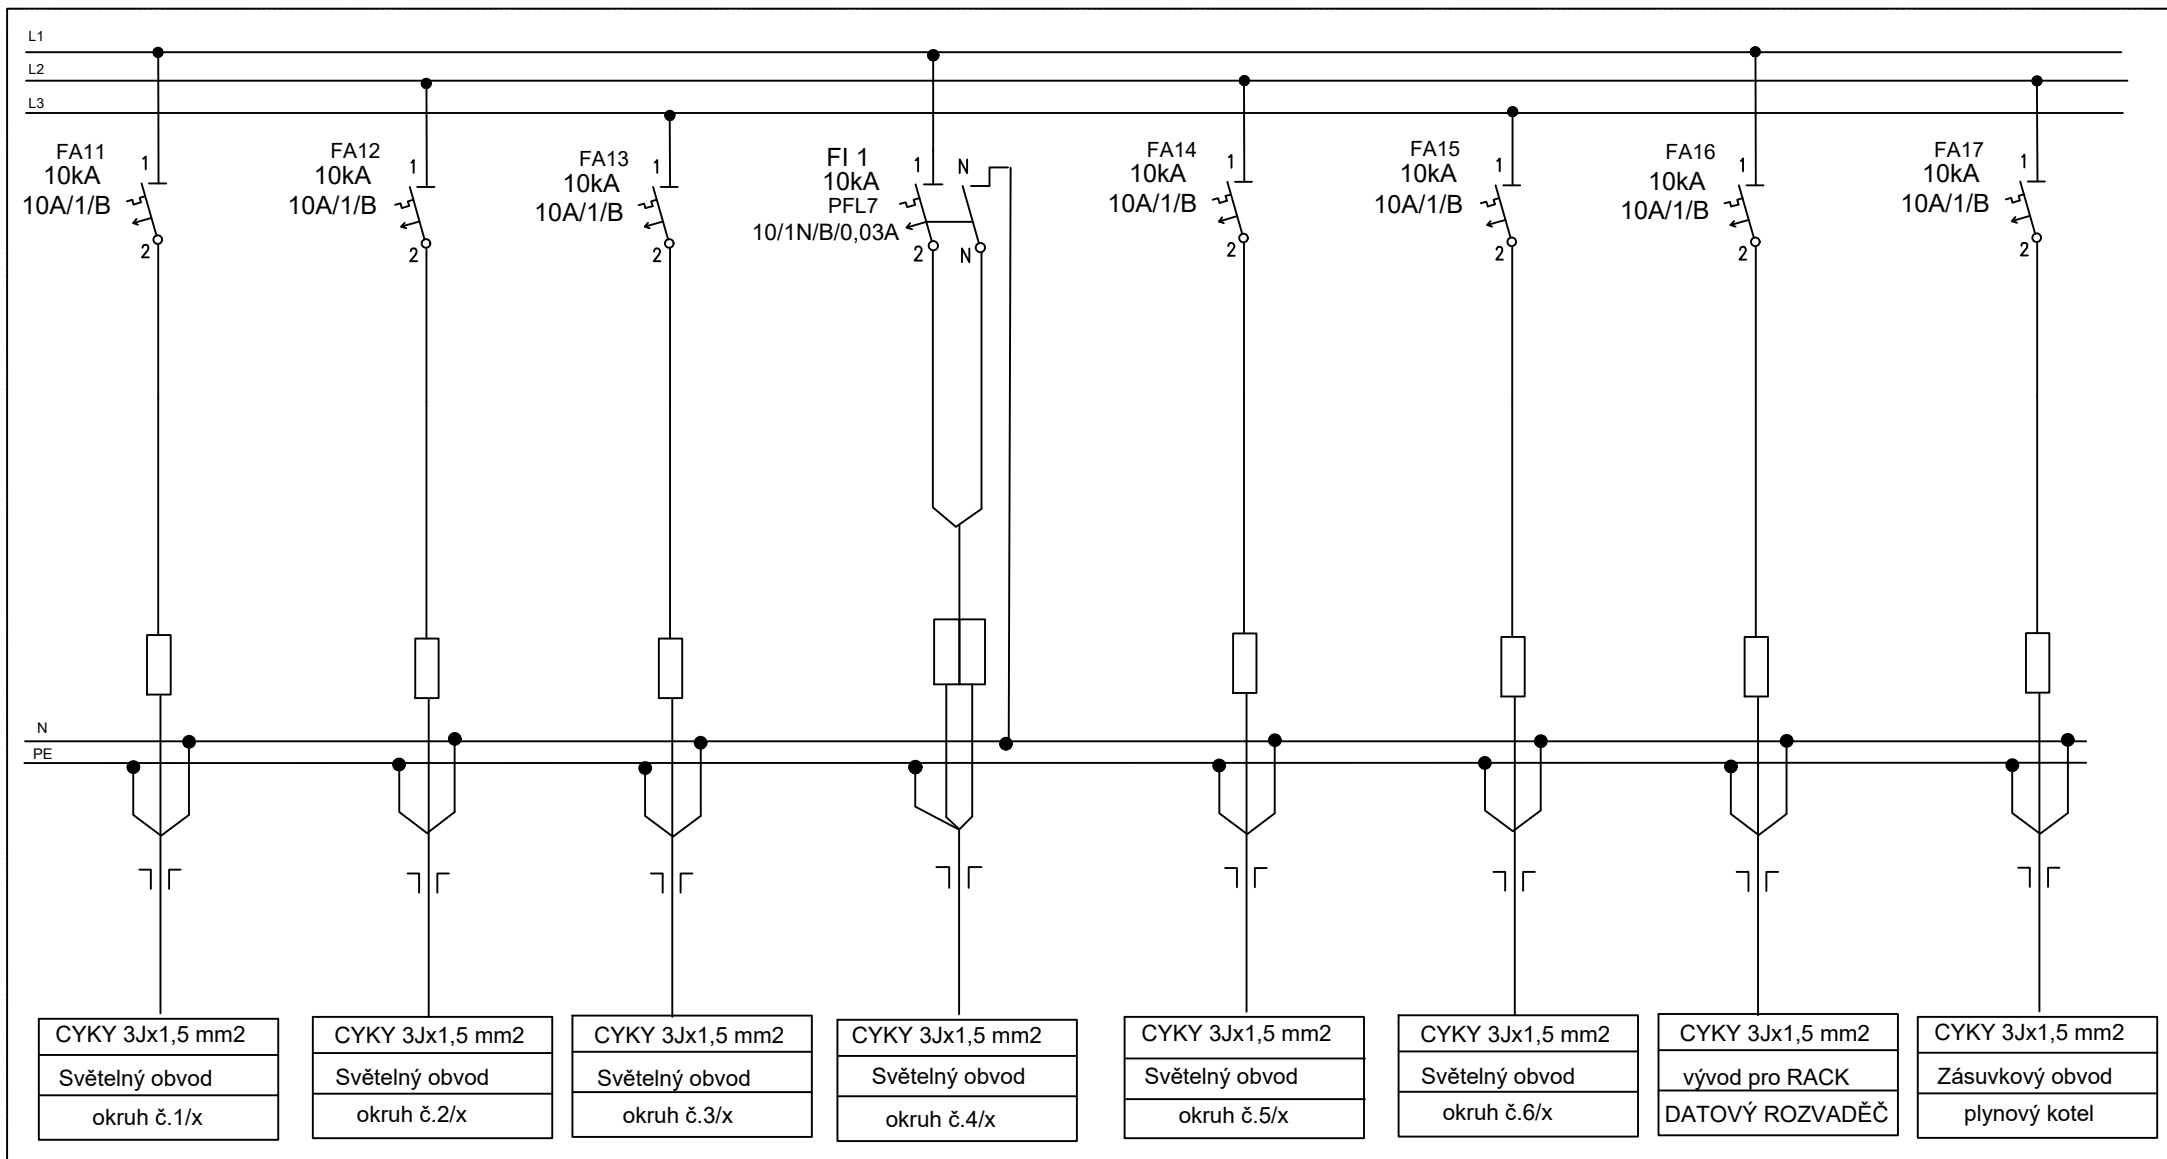 L1
L2
L3
FA11
10kA
10A/1/B
1
2
FA12
10kA
10A/1/B
1
2
FA13
10kA
10A/1/B
1
2
FI 1
10kA
PFL7
10/1N/B/0,03A
1
N
2
N
FA14
10kA
10A/1/B
1
2
FA15
10kA
10A/1/B
1
2
FA16
10kA
10A/1/B
1
2
FA17
10kA
10A/1/B
1
2
N
PE
CYKY 3Jx1,5 mm2
Světelný obvod
okruh č.1/x
CYKY 3Jx1,5 mm2
Světelný obvod
okruh č.2/x
CYKY 3Jx1,5 mm2
Světelný obvod
okruh č.3/x
CYKY 3Jx1,5 mm2
Světelný obvod
okruh č.4/x
CYKY 3Jx1,5 mm2
Světelný obvod
okruh č.5/x
CYKY 3Jx1,5 mm2
Světelný obvod
okruh č.6/x
CYKY 3Jx1,5 mm2
vývod pro RACK
DATOVÝ ROZVADĚČ
CYKY 3Jx1,5 mm2
Zásuvkový obvod
plynový kotel